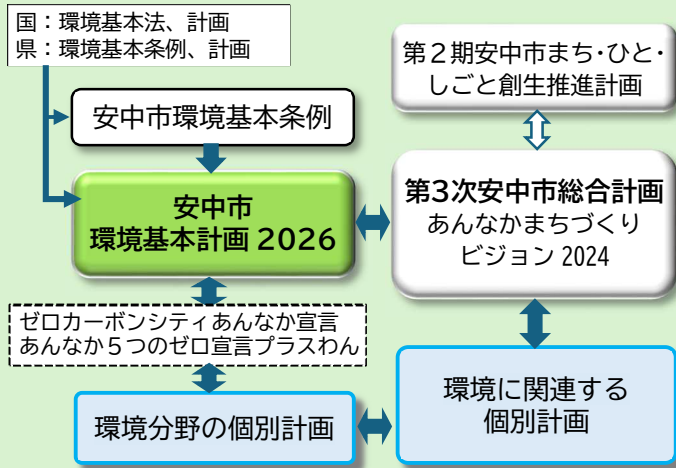 国：環境基本法、計画
県：環境基本条例、計画
安中市環境基本条例
安中市
環境基本計画 2026
ゼロカーボンシティあんなか宣言
あんなか５つのゼロ宣言プラスわん
環境分野の個別計画
第２期安中市まち・ひと・
しごと創生推進計画
第3次安中市総合計画
あんなかまちづくり
ビジョン 2024
環境に関連する
個別計画